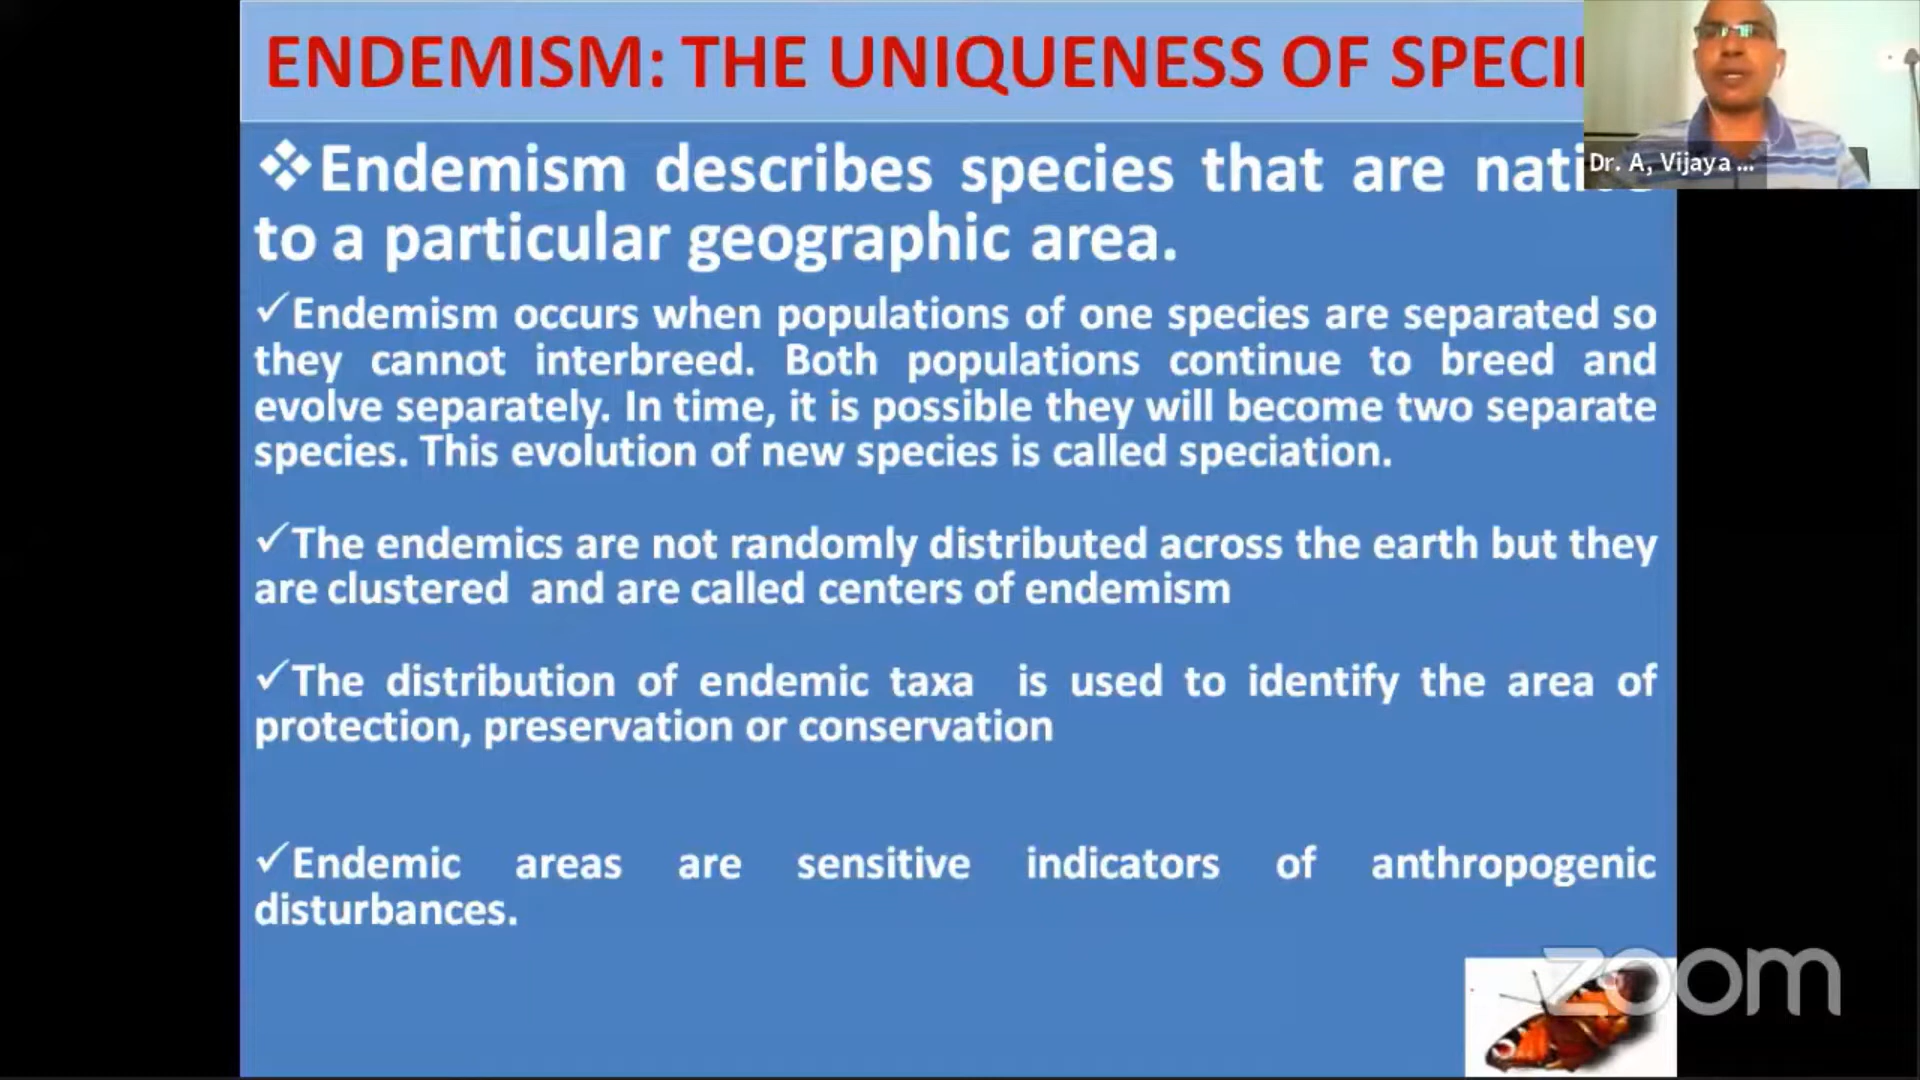 ENDEMISM: THE UNIQUENESS OF
Dr. A, Vijaya ...
❖Endemism describes species that are
to a particular geographic area.
✓Endemism occurs when populations of one species are separated so
they cannot interbreed. Both populations continue to breed and
evolve separately. In time, it is possible they will become two separate
species. This evolution of new species is called speciation.
✓The endemics are not randomly distributed across the earth but they
are clustered and are called centers of endemism
✓The distribution of endemic taxa is used to identify the area of
protection, preservation or conservation
✓Endemic areas are sensitive indicators of anthropogenic
disturbances.
zoom